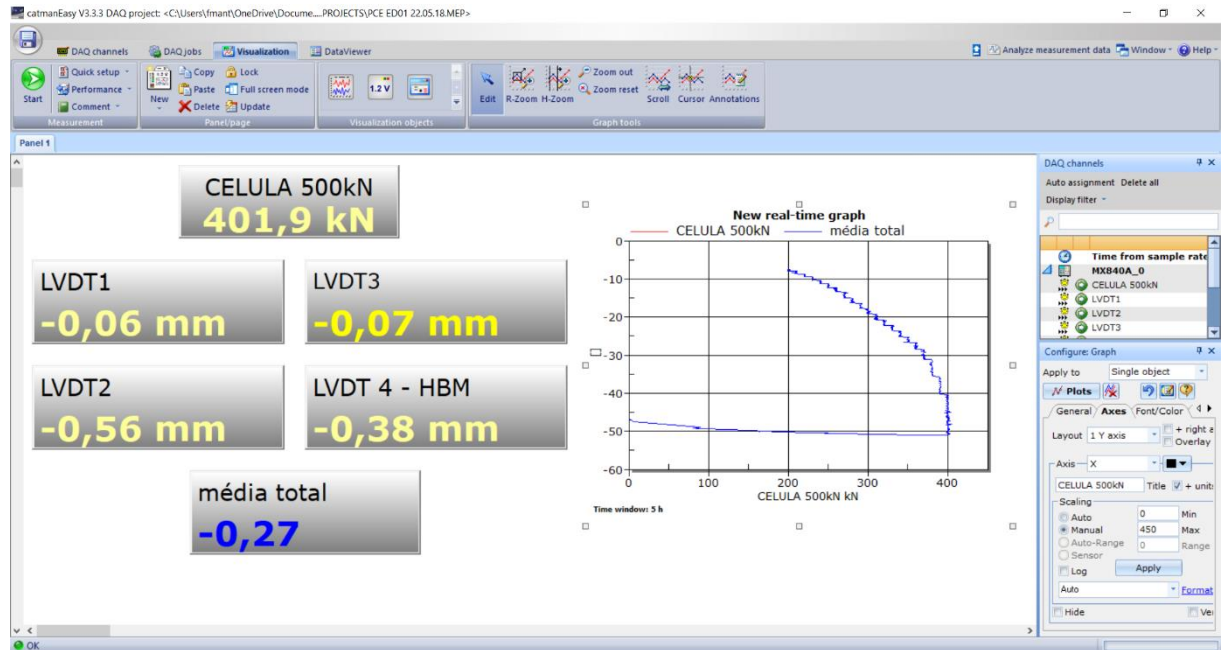 catmanEasy V3.3.3 DAQ project: <C:\Users\fmant\OneDrive\Docume....PROJECTS\PCE ED01 22.05.18.MEP>
DAQ channels DAQ jobs Visualization DataViewer
Analyze measurement data Window Help
Start
Quick setup
Performance
Comment
Measurement
New
Copy
Paste
Delete
Lock
Full screen mode
Update
Panel/page
1.2 V
Visualization objects
Edit R-Zoom H-Zoom
Zoom out
Zoom reset
Scroll Cursor Annotations
Graph tools
Panel 1
CELULA 500kN
401,9 kN
LVDT1
-0,06 mm
LVDT3
-0,07 mm
LVDT2
-0,56 mm
LVDT 4 - HBM
-0,38 mm
média total
-0,27
New real-time graph
CELULA 500kN média total
0
-10
-20
-30
-40
-50
-60
0 100 200 300 400
CELULA 500kN kN
Time window: 5 h
DAQ channels
Auto assignment Delete all
Display filter
Time from sample rate
MX840A_0
CELULA 500kN
LVDT1
LVDT2
LVDT3
Configure: Graph
Apply to Single object
Plots
General Axes Font/Color
Layout 1 Y axis + right a
Overlay
Axis X
CELULA 500kN Title + unit:
Scaling
Auto 0 Min
Manual 450 Max
Auto-Range 0 Range
Sensor
Log Apply
Auto Format
Hide Ve
OK